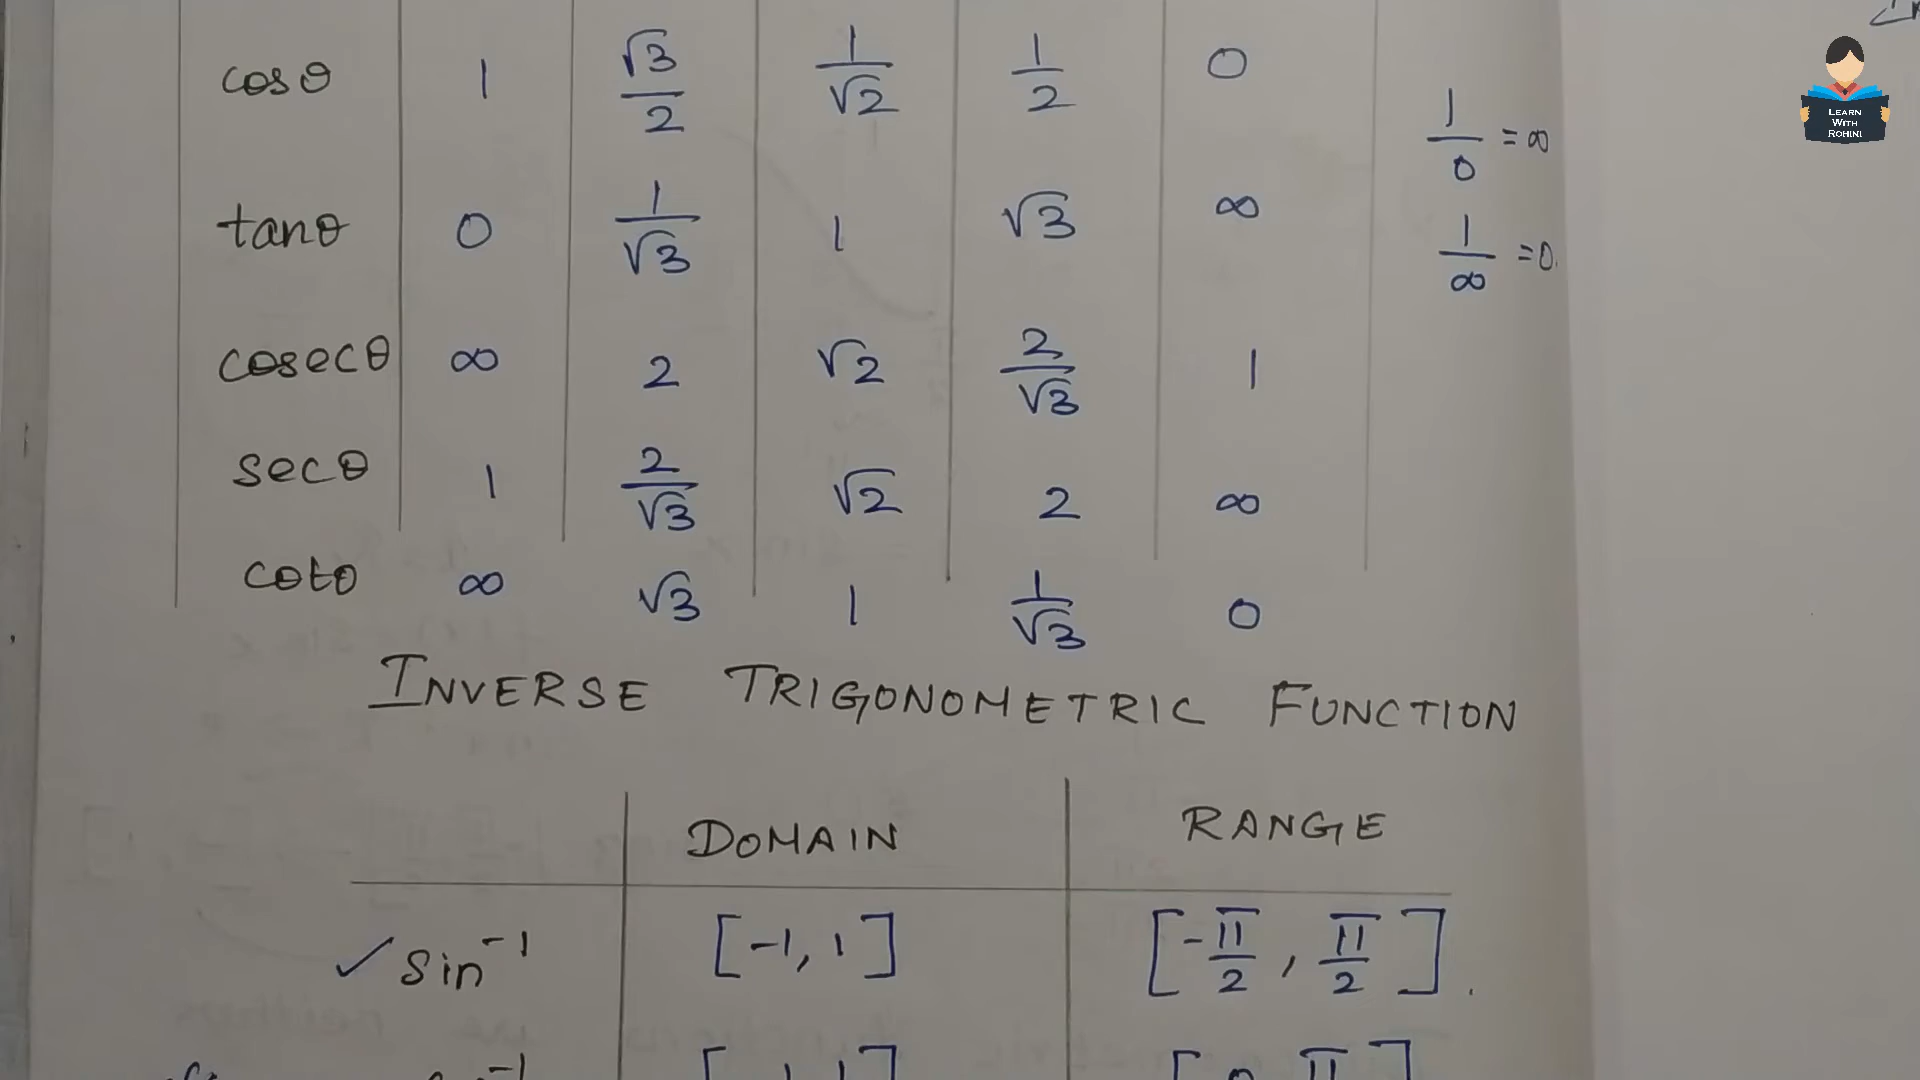 cosθ 1 √3/2 1/√2 1/2 0
1/0 = ∞
tanθ 0 1/√3 1 √3 ∞
1/∞ = 0.
cosecθ ∞ 2 √2 2/√3 1
secθ 1 2/√3 √2 2 ∞
cotθ ∞ √3 1 1/√3 0
INVERSE TRIGONOMETRIC FUNCTION
DOMAIN RANGE
✓ sin⁻¹ [-1, 1] [-π/2, π/2].
LEARN
WITH
ROHINI